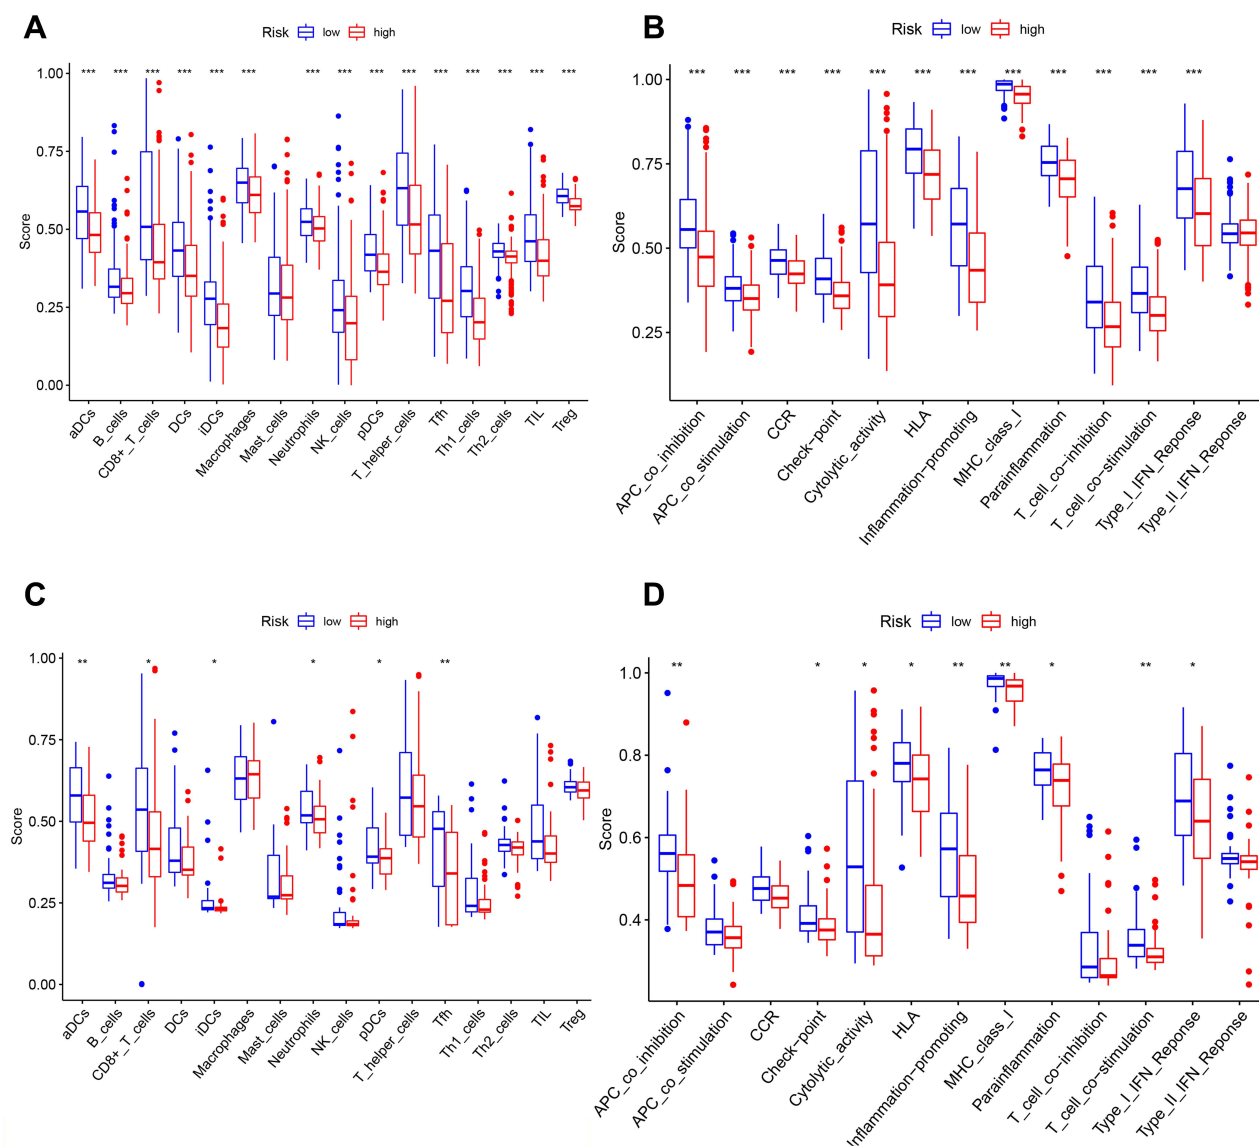 A
Risk low high
*** *** *** *** *** *** *** *** *** *** *** *** *** *** ***
1.00
0.75
0.50
0.25
0.00
Score
aDCs
B_cells
CD8+_T_cells
DCs
iDCs
Macrophages
Mast_cells
Neutrophils
NK_cells
pDCs
T_helper_cells
Tfh
Th1_cells
Th2_cells
TIL
Treg
B
Risk low high
*** *** *** *** *** *** *** *** *** *** *** ***
1.00
0.75
0.50
0.25
Score
APC_co_inhibition
APC_co_stimulation
CCR
Check-point
Cytolytic_activity
HLA
Inflammation-promoting
MHC_class_I
Parainflammation
T_cell_co-inhibition
T_cell_co-stimulation
Type_I_IFN_Reponse
Type_II_IFN_Reponse
C
Risk low high
** * * * * **
1.00
0.75
0.50
0.25
0.00
Score
aDCs
B_cells
CD8+_T_cells
DCs
iDCs
Macrophages
Mast_cells
Neutrophils
NK_cells
pDCs
T_helper_cells
Tfh
Th1_cells
Th2_cells
TIL
Treg
D
Risk low high
** * * * ** ** * ** *
1.0
0.8
0.6
0.4
Score
APC_co_inhibition
APC_co_stimulation
CCR
Check-point
Cytolytic_activity
HLA
Inflammation-promoting
MHC_class_I
Parainflammation
T_cell_co-inhibition
T_cell_co-stimulation
Type_I_IFN_Reponse
Type_II_IFN_Reponse